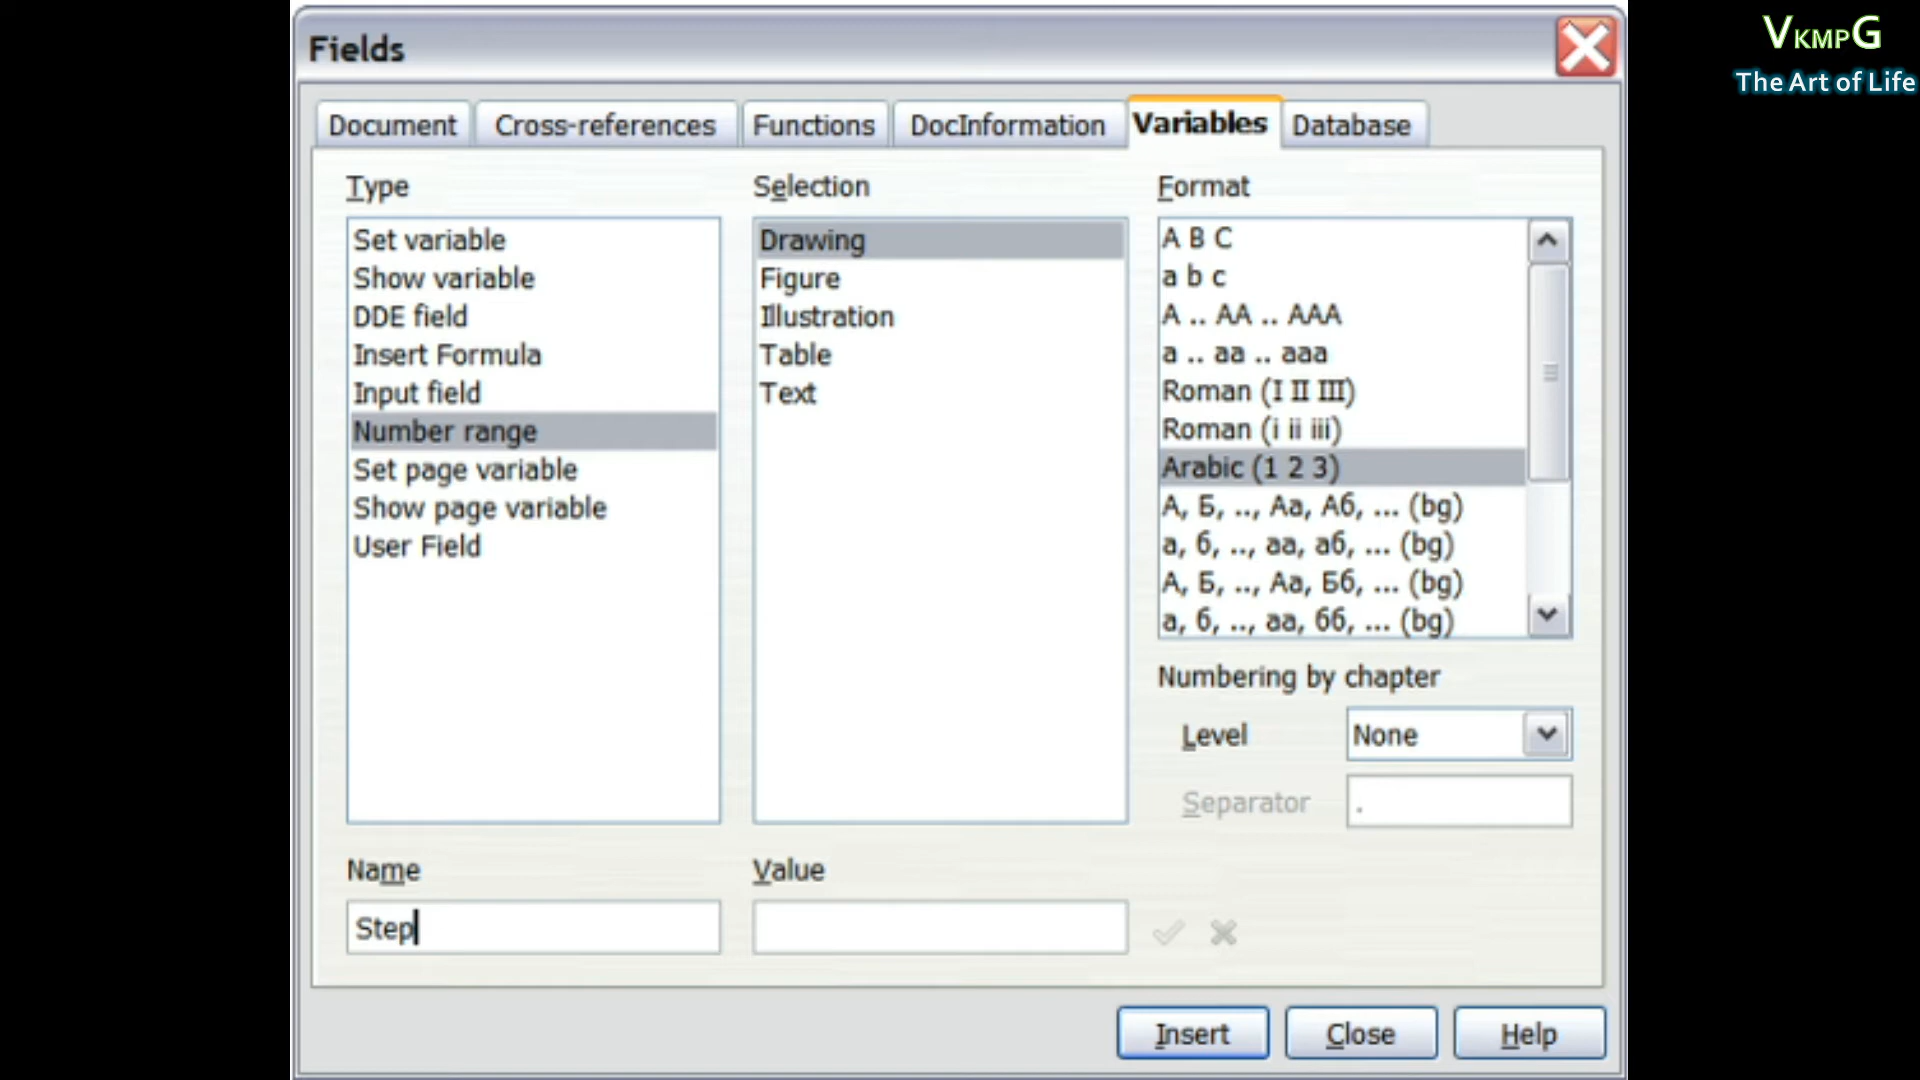 VKMPG
The Art of Life
Fields
Document Cross-references Functions DocInformation Variables Database
Type
Set variable
Show variable
DDE field
Insert Formula
Input field
Number range
Set page variable
Show page variable
User Field
Selection
Drawing
Figure
Illustration
Table
Text
Format
A B C
a b c
A .. AA .. AAA
a .. aa .. aaa
Roman (I II III)
Roman (i ii iii)
Arabic (1 2 3)
А, Б, .., Аа, Аб, ... (bg)
а, б, .., аа, аб, ... (bg)
А, Б, .., Аа, Бб, ... (bg)
а, б, .., аа, бб, ... (bg)
Numbering by chapter
Level None
Separator .
Name
Step
Value
Insert Close Help